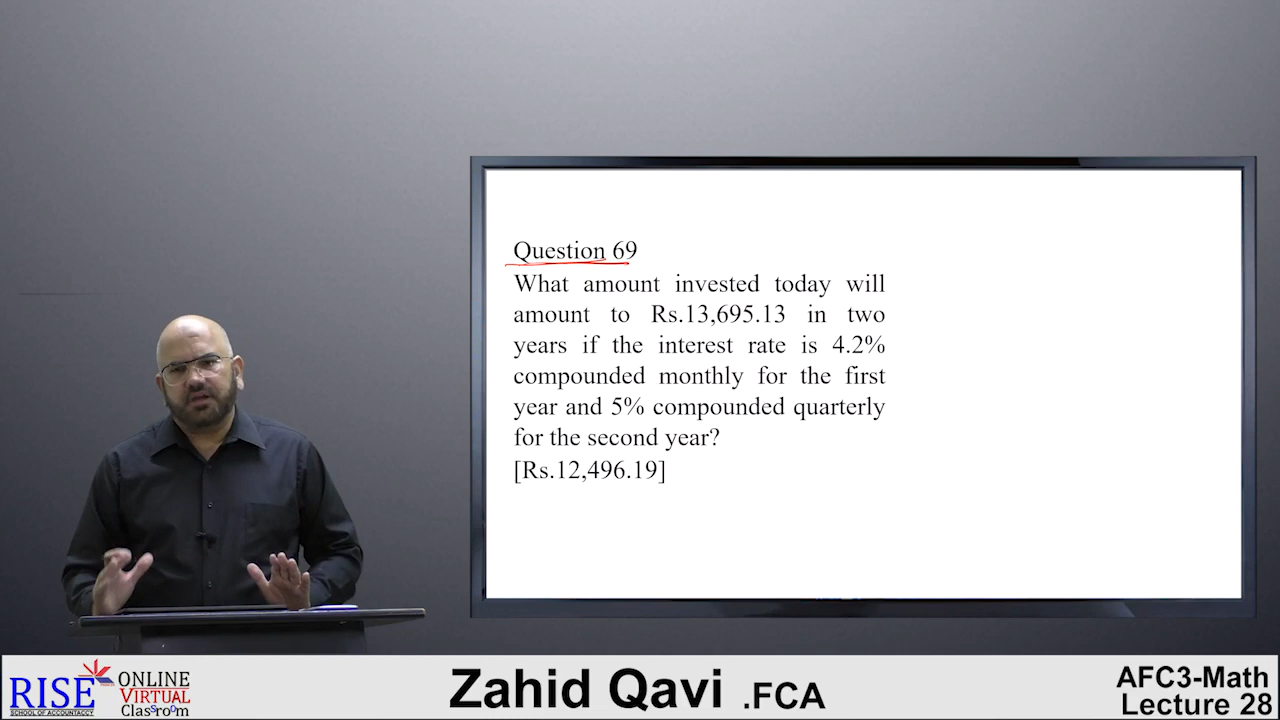 Question 69
What amount invested today will
amount to Rs.13,695.13 in two
years if the interest rate is 4.2%
compounded monthly for the first
year and 5% compounded quarterly
for the second year?
[Rs.12,496.19]
RISE
SCHOOL OF ACCOUNTACY
ONLINE
VIRTUAL
Classroom
Zahid Qavi .FCA
AFC3-Math
Lecture 28